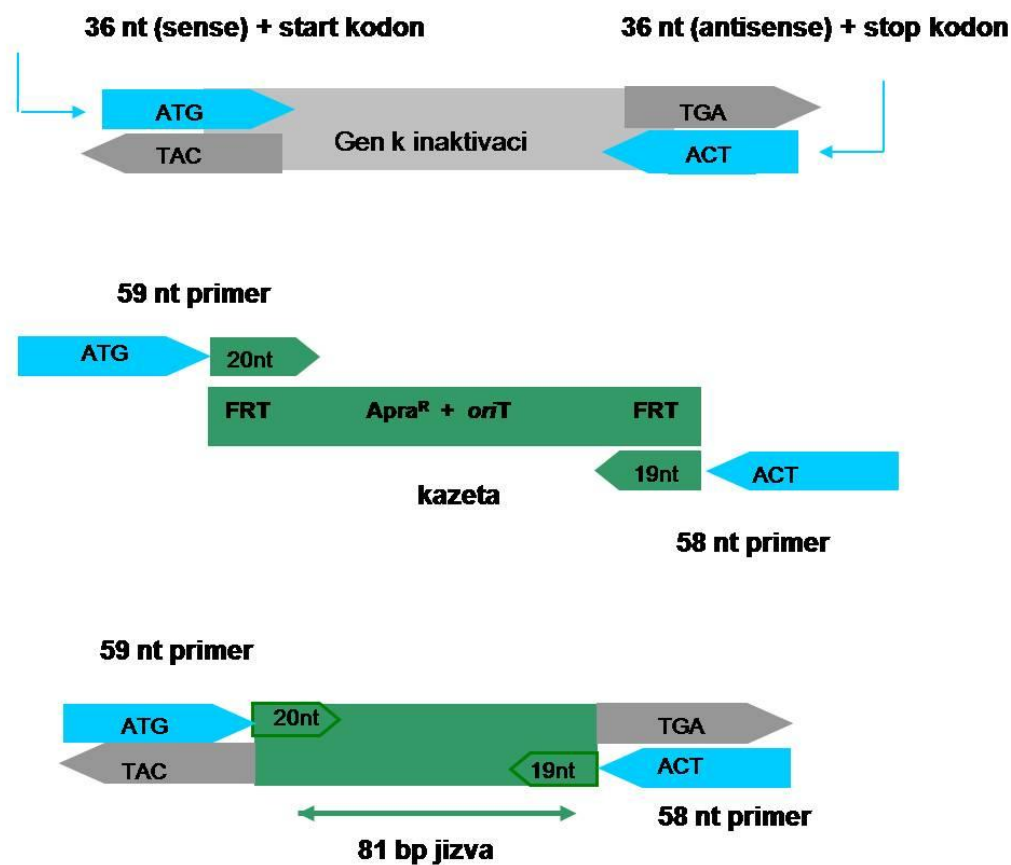 36 nt (sense) + start kodon
36 nt (antisense) + stop kodon
ATG
TGA
TAC
Gen k inaktivaci
ACT
59 nt primer
ATG
20nt
FRT
Apraᴿ + oriT
FRT
19nt
ACT
kazeta
58 nt primer
59 nt primer
ATG
20nt
TGA
TAC
19nt
ACT
58 nt primer
81 bp jizva